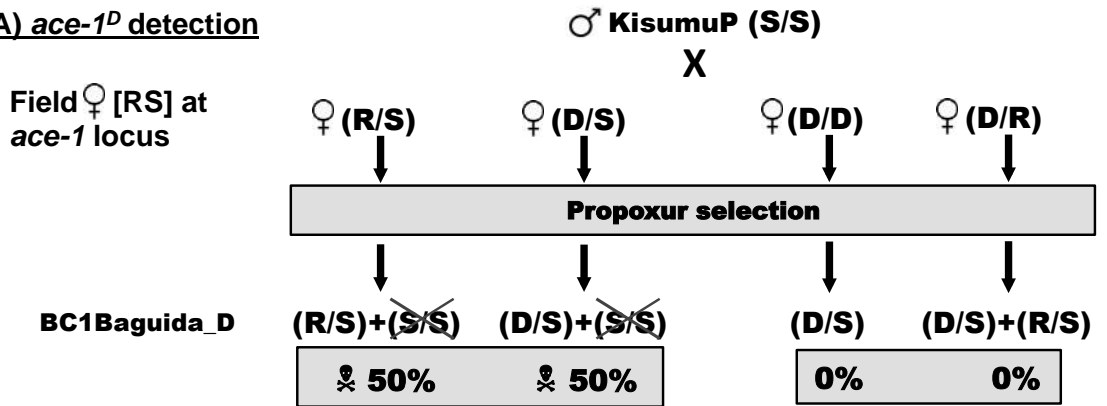 A) ace-1ᴰ detection
♂ KisumuP (S/S)
X
Field ♀ [RS] at
ace-1 locus
♀ (R/S) ♀ (D/S) ♀ (D/D) ♀ (D/R)
Propoxur selection
BC1Baguida_D (R/S)+(S/S) (D/S)+(S/S) (D/S) (D/S)+(R/S)
☠ 50% ☠ 50% 0% 0%